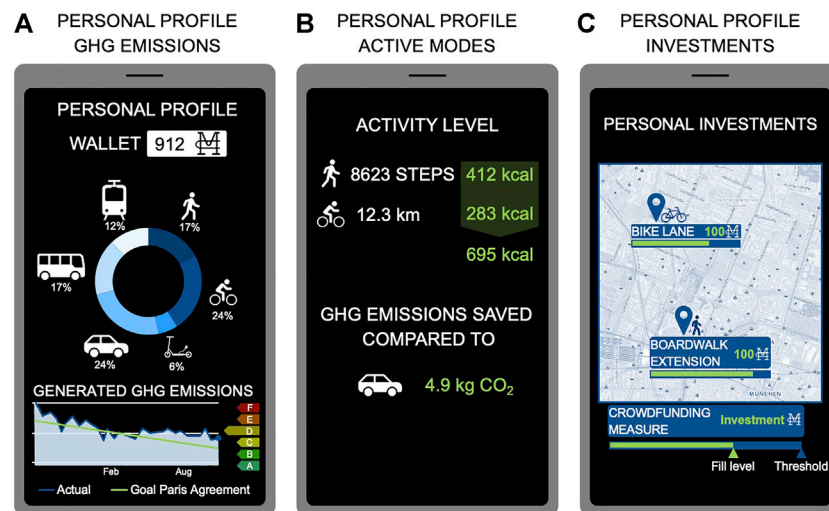 A PERSONAL PROFILE
GHG EMISSIONS
PERSONAL PROFILE
WALLET 912
12%
17%
17%
24%
24%
6%
GENERATED GHG EMISSIONS
F
E
D
C
B
A
Feb Aug
Actual Goal Paris Agreement
B PERSONAL PROFILE
ACTIVE MODES
ACTIVITY LEVEL
8623 STEPS 412 kcal
12.3 km 283 kcal
695 kcal
GHG EMISSIONS SAVED
COMPARED TO
4.9 kg CO₂
C PERSONAL PROFILE
INVESTMENTS
PERSONAL INVESTMENTS
BIKE LANE 100
BOARDWALK
EXTENSION 100
MÜNCHEN
CROWDFUNDING
MEASURE Investment
Fill level Threshold